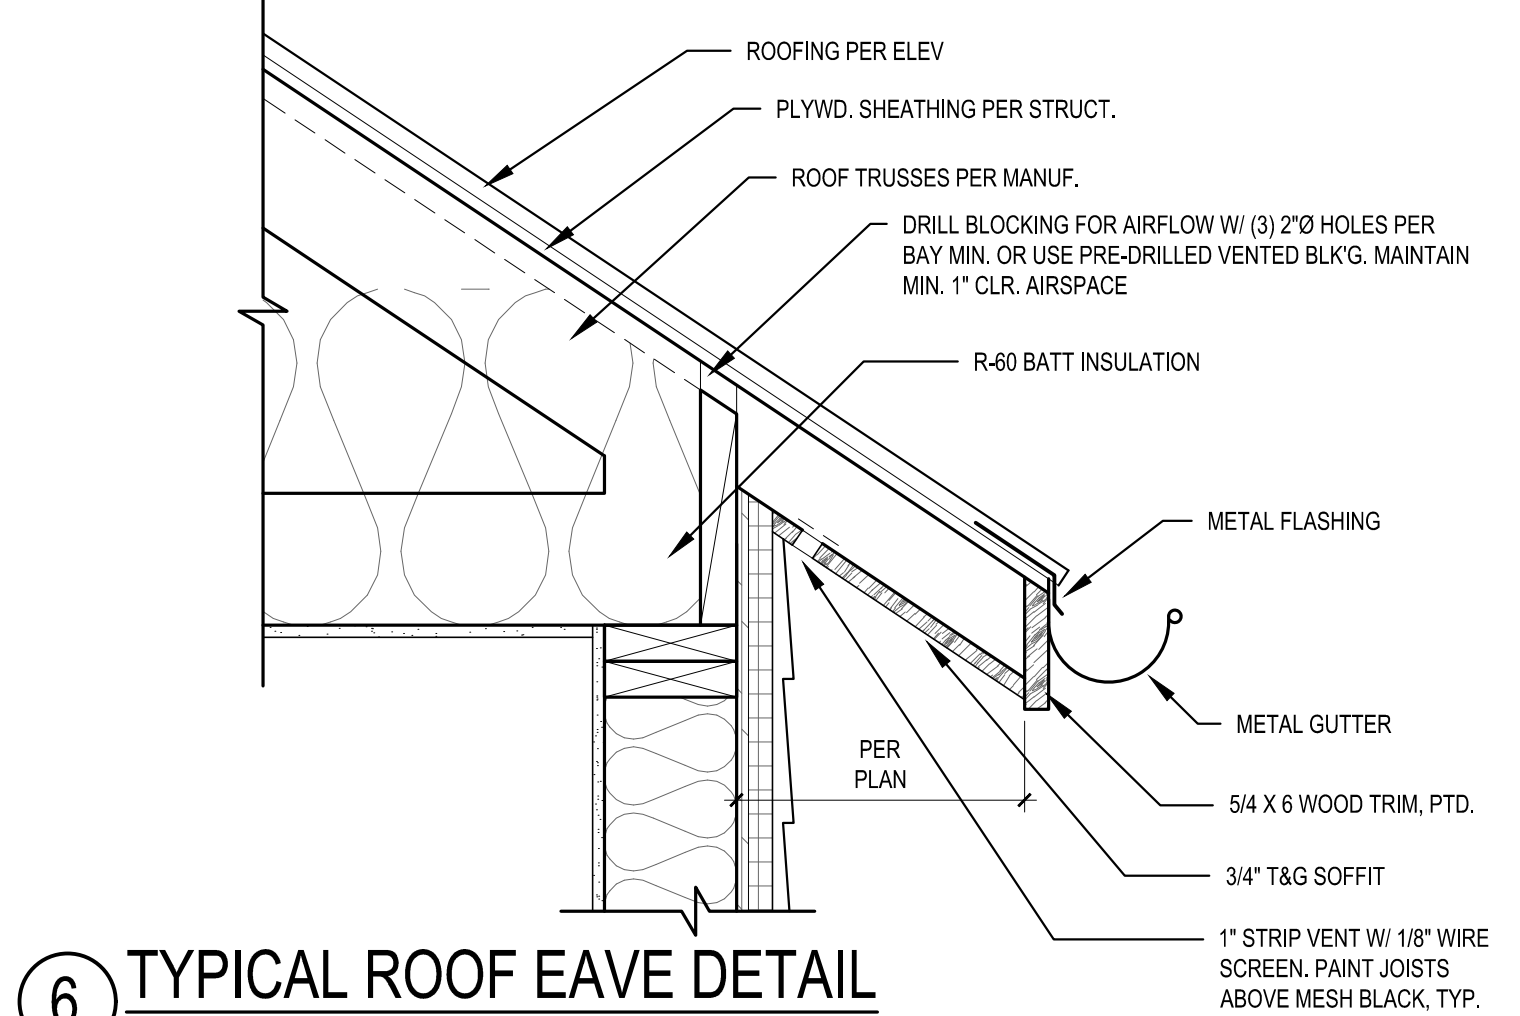 ROOFING PER ELEV
PLYWD. SHEATHING PER STRUCT.
ROOF TRUSSES PER MANUF.
DRILL BLOCKING FOR AIRFLOW W/ (3) 2"Ø HOLES PER
BAY MIN. OR USE PRE-DRILLED VENTED BLK'G. MAINTAIN
MIN. 1" CLR. AIRSPACE
R-60 BATT INSULATION
METAL FLASHING
METAL GUTTER
PER
PLAN
5/4 X 6 WOOD TRIM, PTD.
3/4" T&G SOFFIT
1" STRIP VENT W/ 1/8" WIRE
SCREEN. PAINT JOISTS
ABOVE MESH BLACK, TYP.
6 TYPICAL ROOF EAVE DETAIL